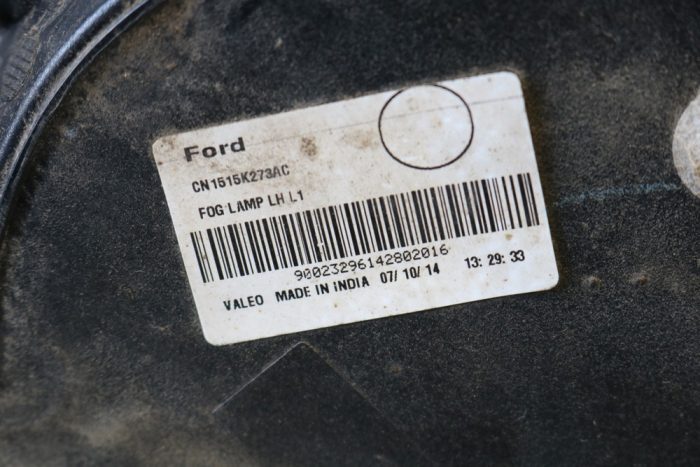 Ford
CN1515K273AC
FOG LAMP LH L1
90023296142802016
VALEO MADE IN INDIA 07/10/14 13:29:33